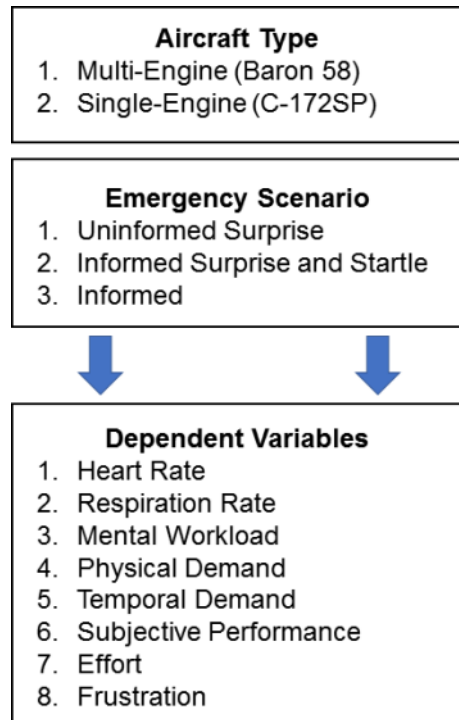 Aircraft Type
1. Multi-Engine (Baron 58)
2. Single-Engine (C-172SP)
Emergency Scenario
1. Uninformed Surprise
2. Informed Surprise and Startle
3. Informed
Dependent Variables
1. Heart Rate
2. Respiration Rate
3. Mental Workload
4. Physical Demand
5. Temporal Demand
6. Subjective Performance
7. Effort
8. Frustration